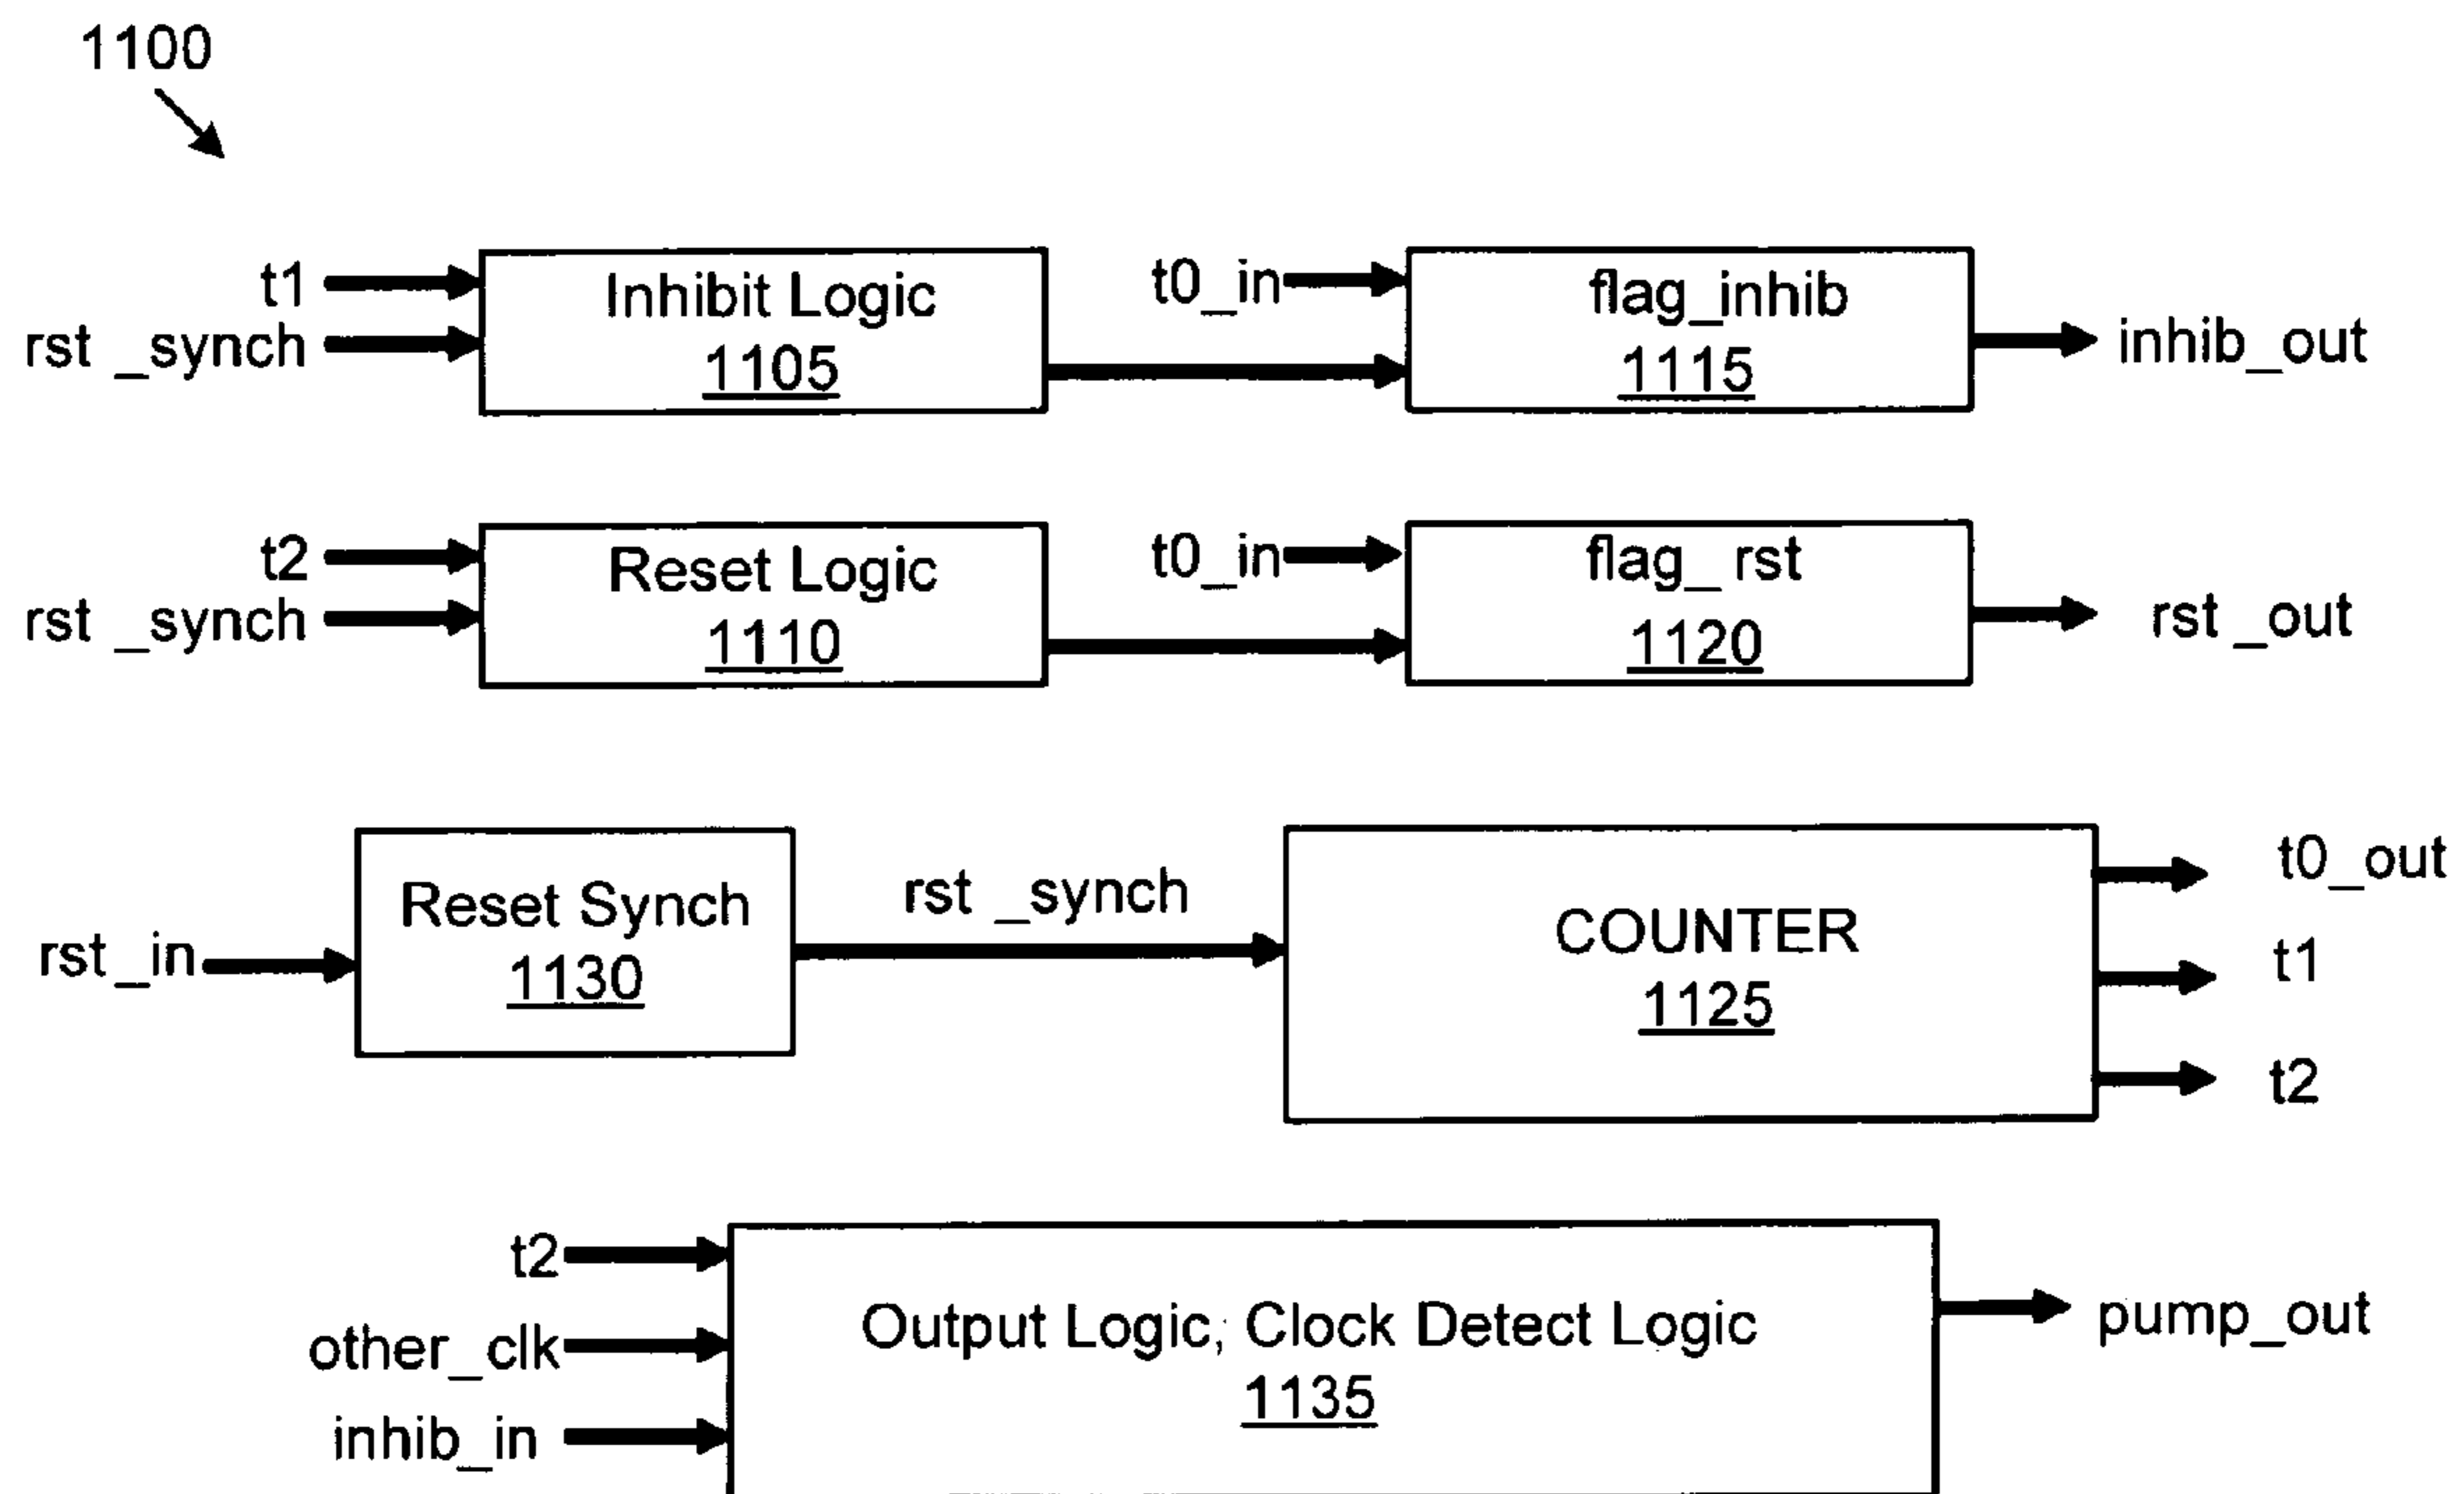 1100
t1
rst _synch
Inhibit Logic
1105
t0_in
flag_inhib
1115
inhib_out
t2
rst _synch
Reset Logic
1110
t0_in
flag_ rst
1120
rst _out
rst_in
Reset Synch
1130
rst _synch
COUNTER
1125
t0_out
t1
t2
t2
other_clk
inhib_in
Output Logic; Clock Detect Logic
1135
pump_out